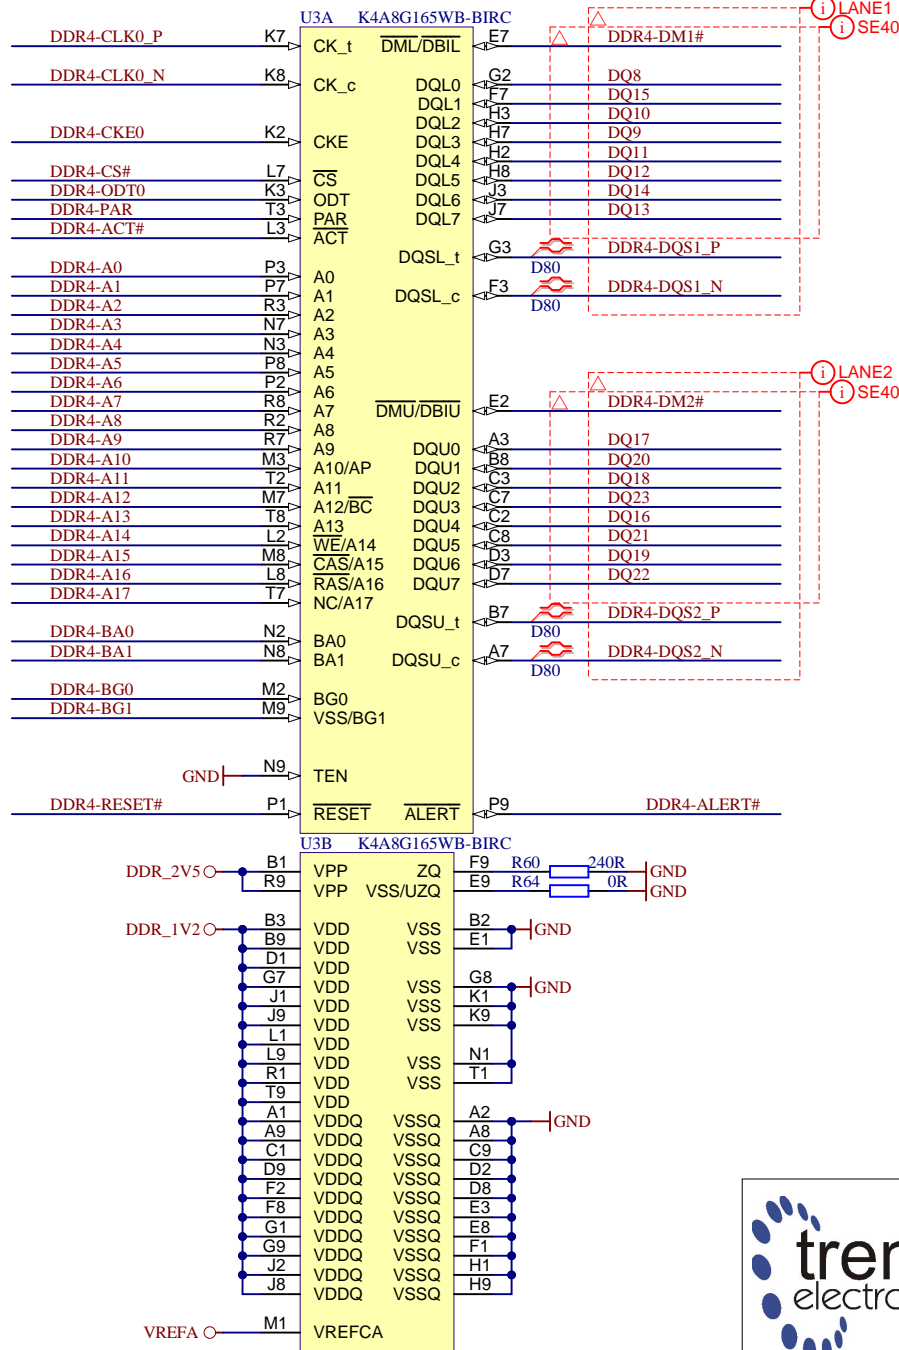 U3A K4A8G165WB-BIRC
LANE1
SE40
DDR4-CLK0_P K7 CK_t DML/DBIL E7 DDR4-DM1#
DDR4-CLK0_N K8 CK_c DQL0 G2 DQ8
DQL1 F7 DQ15
DQL2 H3 DQ10
DDR4-CKE0 K2 CKE DQL3 H7 DQ9
DQL4 H2 DQ11
DDR4-CS# L7 CS DQL5 H8 DQ12
DDR4-ODT0 K3 ODT DQL6 J3 DQ14
DDR4-PAR T3 PAR DQL7 J7 DQ13
DDR4-ACT# L3 ACT
DQSL_t G3 D80 DDR4-DQS1_P
DDR4-A0 P3 A0
DDR4-A1 P7 A1 DQSL_c F3 D80 DDR4-DQS1_N
DDR4-A2 R3 A2
DDR4-A3 N7 A3
DDR4-A4 N3 A4
DDR4-A5 P8 A5 LANE2
DDR4-A6 P2 A6 SE40
DDR4-A7 R8 A7 DMU/DBIU E2 DDR4-DM2#
DDR4-A8 R2 A8
DDR4-A9 R7 A9 DQU0 A3 DQ17
DDR4-A10 M3 A10/AP DQU1 B8 DQ20
DDR4-A11 T2 A11 DQU2 C3 DQ18
DDR4-A12 M7 A12/BC DQU3 C7 DQ23
DDR4-A13 T8 A13 DQU4 C2 DQ16
DDR4-A14 L2 WE/A14 DQU5 C8 DQ21
DDR4-A15 M8 CAS/A15 DQU6 D3 DQ19
DDR4-A16 L8 RAS/A16 DQU7 D7 DQ22
DDR4-A17 T7 NC/A17
DQSU_t B7 D80 DDR4-DQS2_P
DDR4-BA0 N2 BA0
DDR4-BA1 N8 BA1 DQSU_c A7 D80 DDR4-DQS2_N
DDR4-BG0 M2 BG0
DDR4-BG1 M9 VSS/BG1
GND N9 TEN
DDR4-RESET# P1 RESET ALERT P9 DDR4-ALERT#
U3B K4A8G165WB-BIRC
DDR_2V5 B1 VPP ZQ F9 R60 240R GND
R9 VPP VSS/UZQ E9 R64 0R GND
DDR_1V2 B3 VDD VSS B2 GND
B9 VDD VSS E1
D1 VDD
G7 VDD VSS G8 GND
J1 VDD VSS K1
J9 VDD VSS K9
L1 VDD
L9 VDD VSS N1
R1 VDD VSS T1
T9 VDD
A1 VDDQ VSSQ A2 GND
A9 VDDQ VSSQ A8
C1 VDDQ VSSQ C9
D9 VDDQ VSSQ D2
F2 VDDQ VSSQ D8
F8 VDDQ VSSQ E3
G1 VDDQ VSSQ E8
G9 VDDQ VSSQ F1
J2 VDDQ VSSQ H1
J8 VDDQ VSSQ H9
VREFA M1 VREFCA
tren
electro